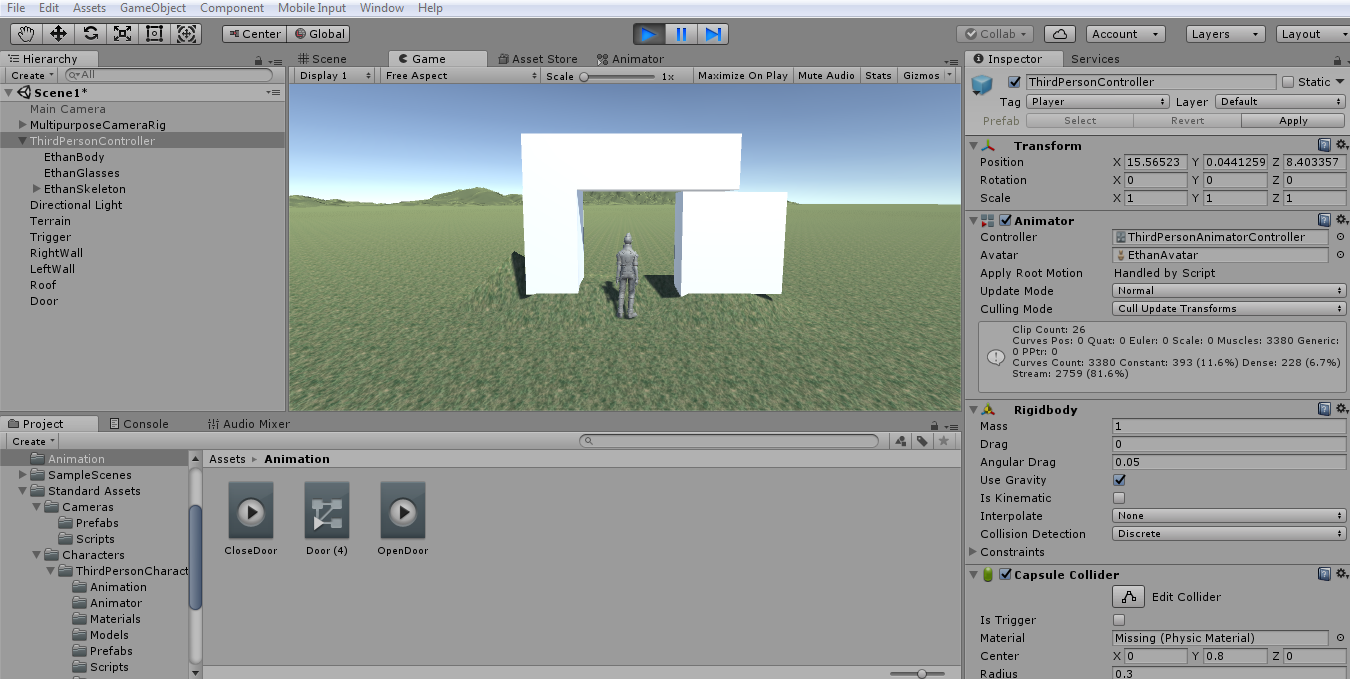 File Edit Assets GameObject Component Mobile Input Window Help
Center Global Collab Account Layers Layout
Hierarchy
Create All
Scene1*
Main Camera
MultipurposeCameraRig
ThirdPersonController
EthanBody
EthanGlasses
EthanSkeleton
Directional Light
Terrain
Trigger
RightWall
LeftWall
Roof
Door
Scene Game Asset Store Animator
Display 1 Free Aspect Scale 1x Maximize On Play Mute Audio Stats Gizmos
Inspector Services
ThirdPersonController Static
Tag Player Layer Default
Prefab Select Revert Apply
Transform
Position X 15.56523 Y 0.0441259 Z 8.403357
Rotation X 0 Y 0 Z 0
Scale X 1 Y 1 Z 1
Animator
Controller ThirdPersonAnimatorController
Avatar EthanAvatar
Apply Root Motion Handled by Script
Update Mode Normal
Culling Mode Cull Update Transforms
Clip Count: 26
Curves Pos: 0 Quat: 0 Euler: 0 Scale: 0 Muscles: 3380 Generic:
0 PPtr: 0
Curves Count: 3380 Constant: 393 (11.6%) Dense: 228 (6.7%)
Stream: 2759 (81.6%)
Rigidbody
Mass 1
Drag 0
Angular Drag 0.05
Use Gravity
Is Kinematic
Interpolate None
Collision Detection Discrete
Constraints
Capsule Collider
Edit Collider
Is Trigger
Material Missing (Physic Material)
Center X 0 Y 0.8 Z 0
Radius 0.3
Project Console Audio Mixer
Create
Animation
SampleScenes
Standard Assets
Cameras
Prefabs
Scripts
Characters
ThirdPersonCharact
Animation
Animator
Materials
Models
Prefabs
Scripts
Assets Animation
CloseDoor Door (4) OpenDoor